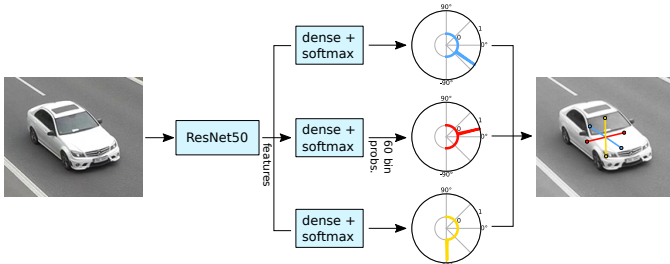 90°
dense +
softmax
1
0
0°
-90°
ResNet50
features
dense +
softmax
60 bin
probs.
90°
1
0
0°
-90°
dense +
softmax
90°
1
0
0°